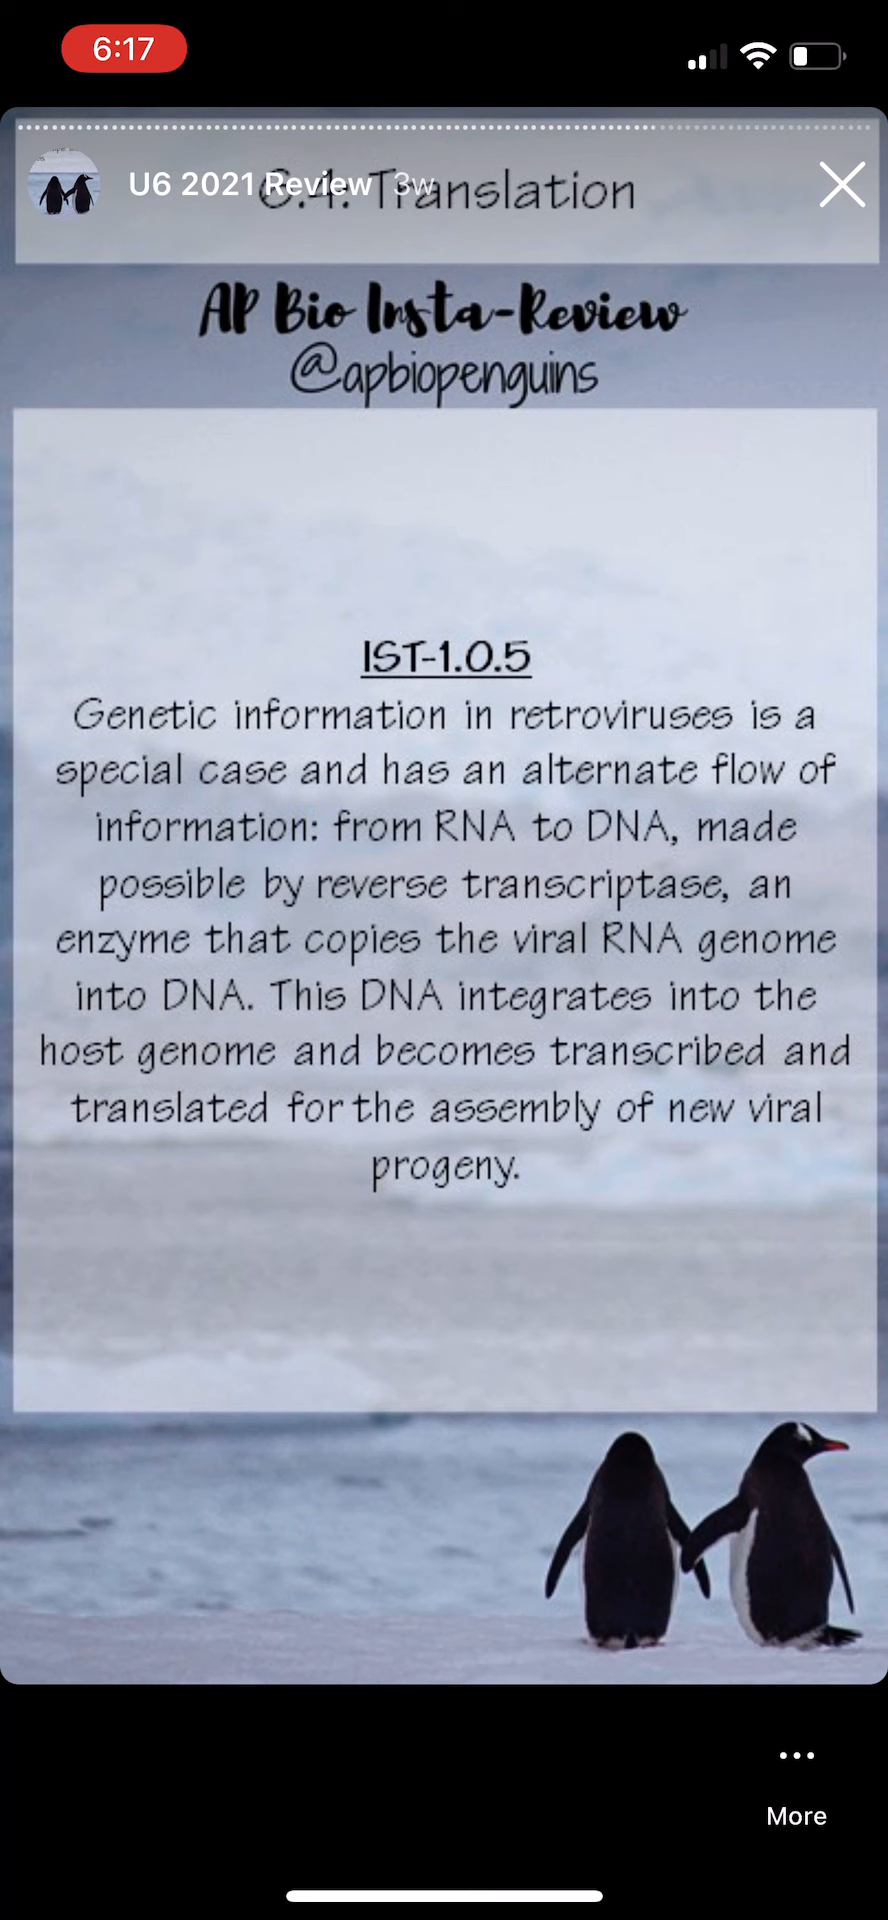 6:17
U6 2021 Review 3w
6.4: Translation
AP Bio Insta-Review
@apbiopenguins
IST-1.O.5
Genetic information in retroviruses is a
special case and has an alternate flow of
information: from RNA to DNA, made
possible by reverse transcriptase, an
enzyme that copies the viral RNA genome
into DNA. This DNA integrates into the
host genome and becomes transcribed and
translated for the assembly of new viral
progeny.
More